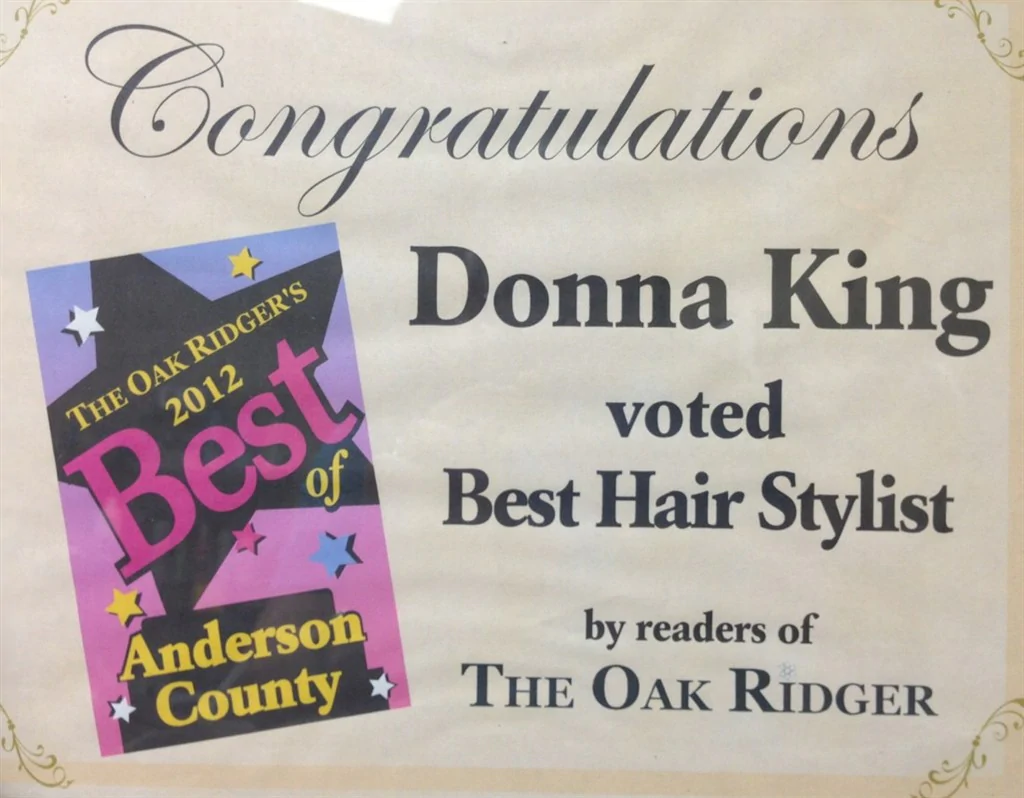 Congratulations
THE OAK RIDGER'S
2012
Best
of
Anderson
County
Donna King
voted
Best Hair Stylist
by readers of
THE OAK RIDGER